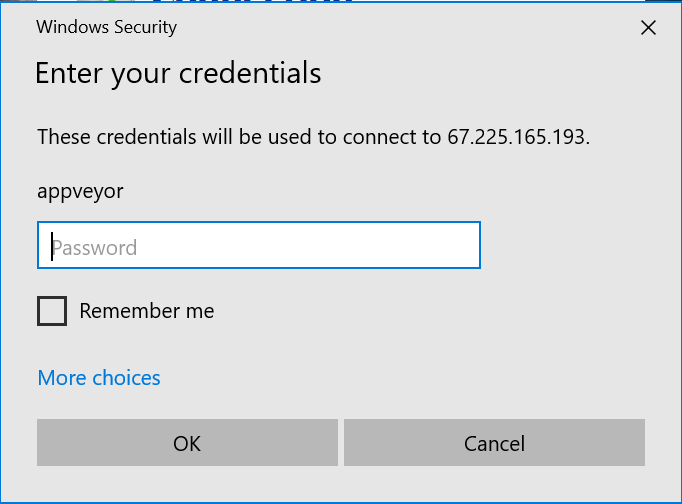 Windows Security
Enter your credentials
These credentials will be used to connect to 67.225.165.193.
appveyor
Password
Remember me
More choices
OK
Cancel